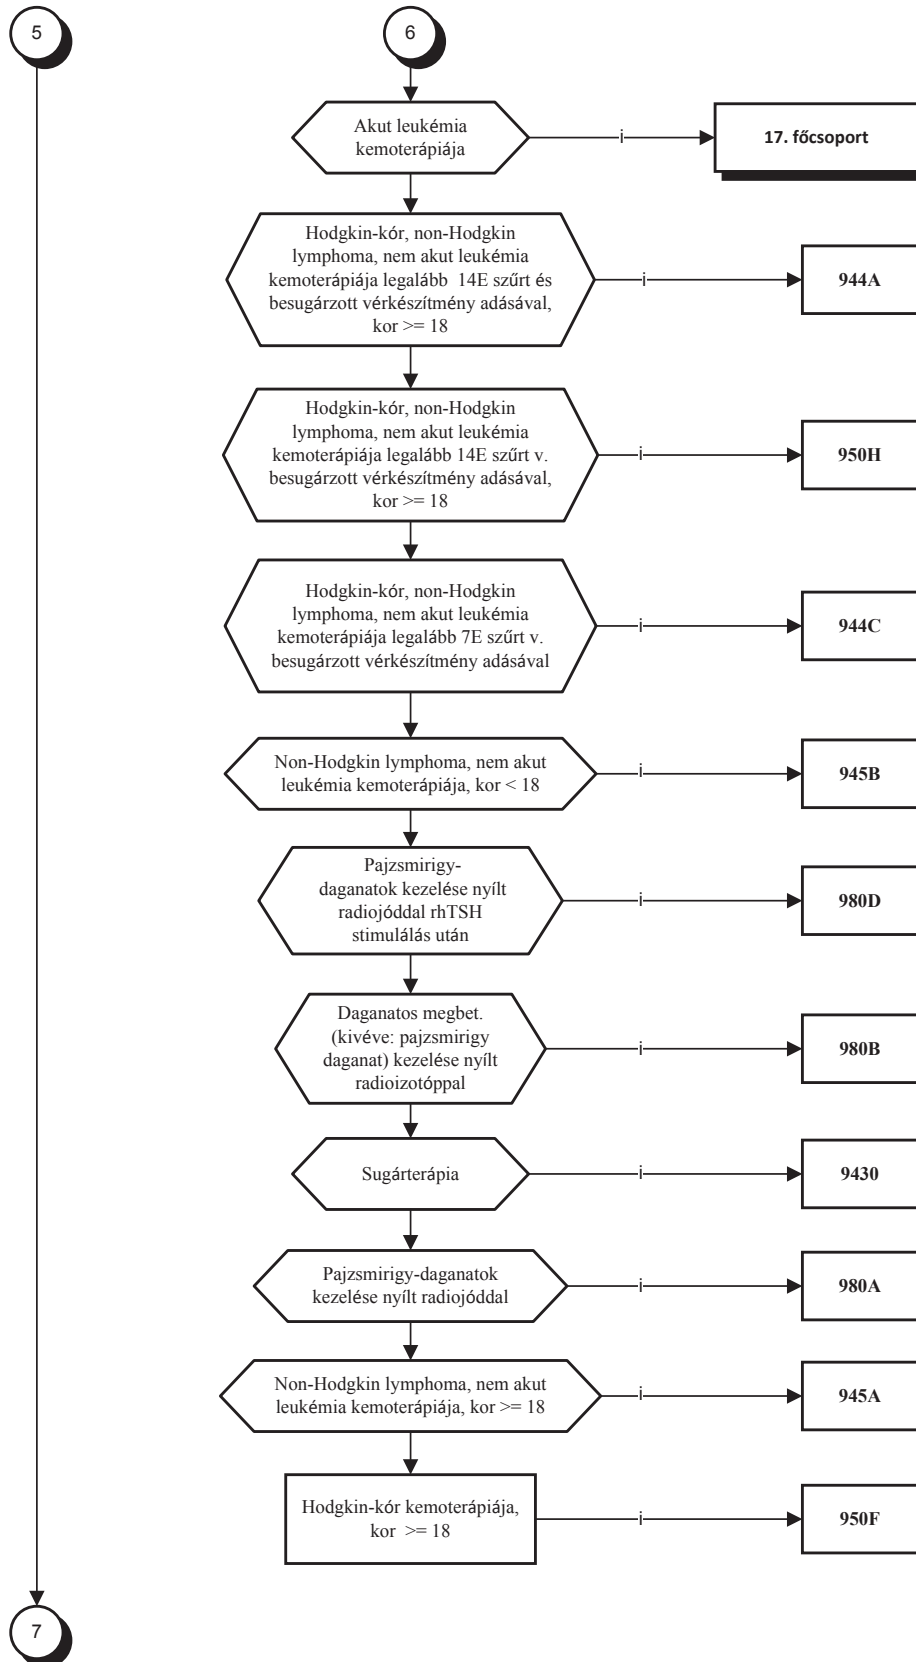 5
6
Akut leukémia
kemoterápiája
i
17. főcsoport
Hodgkin-kór, non-Hodgkin
lymphoma, nem akut leukémia
kemoterápiája legalább 14E szűrt és
besugárzott vérkészítmény adásával,
kor >= 18
i
944A
Hodgkin-kór, non-Hodgkin
lymphoma, nem akut leukémia
kemoterápiája legalább 14E szűrt v.
besugárzott vérkészítmény adásával,
kor >= 18
i
950H
Hodgkin-kór, non-Hodgkin
lymphoma, nem akut leukémia
kemoterápiája legalább 7E szűrt v.
besugárzott vérkészítmény adásával
i
944C
Non-Hodgkin lymphoma, nem akut
leukémia kemoterápiája, kor < 18
i
945B
Pajzsmirigy-
daganatok kezelése nyílt
radiojóddal rhTSH
stimulálás után
i
980D
Daganatos megbet.
(kivéve: pajzsmirigy
daganat) kezelése nyílt
radioizotóppal
i
980B
Sugárterápia
i
9430
Pajzsmirigy-daganatok
kezelése nyílt radiojóddal
i
980A
Non-Hodgkin lymphoma, nem akut
leukémia kemoterápiája, kor >= 18
i
945A
Hodgkin-kór kemoterápiája,
kor >= 18
i
950F
7